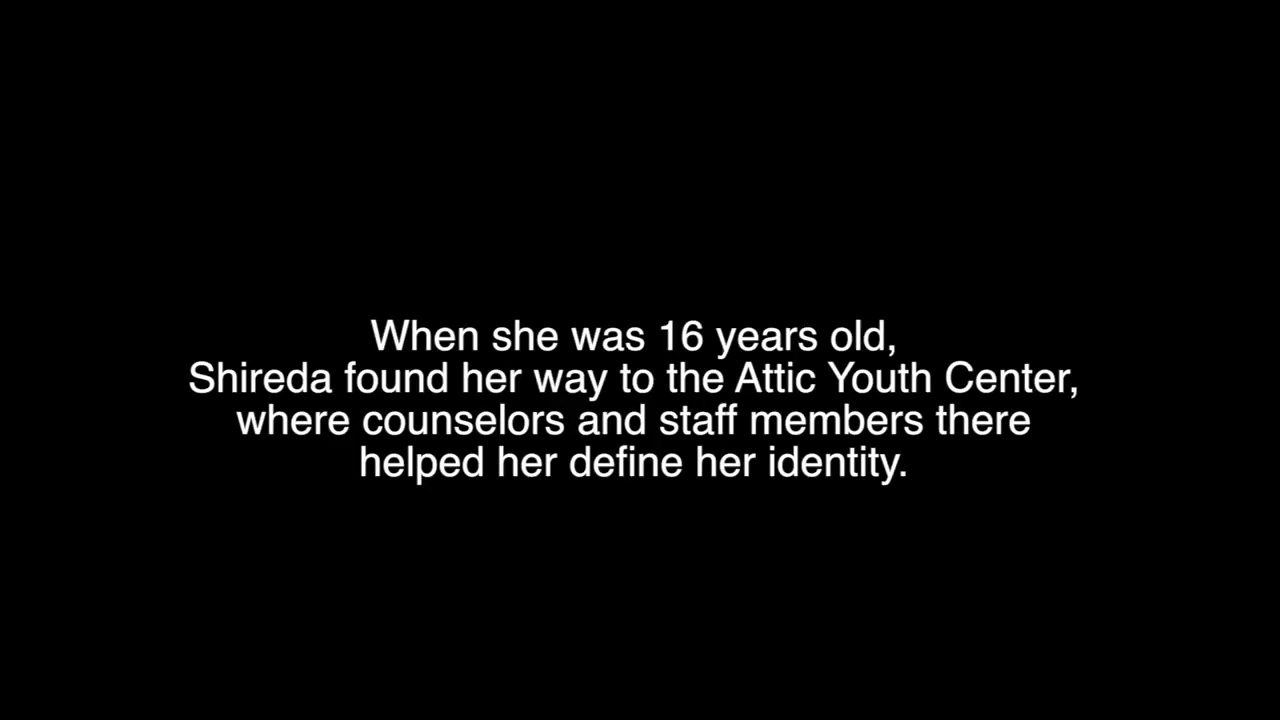 When she was 16 years old,
Shireda found her way to the Attic Youth Center,
where counselors and staff members there
helped her define her identity.